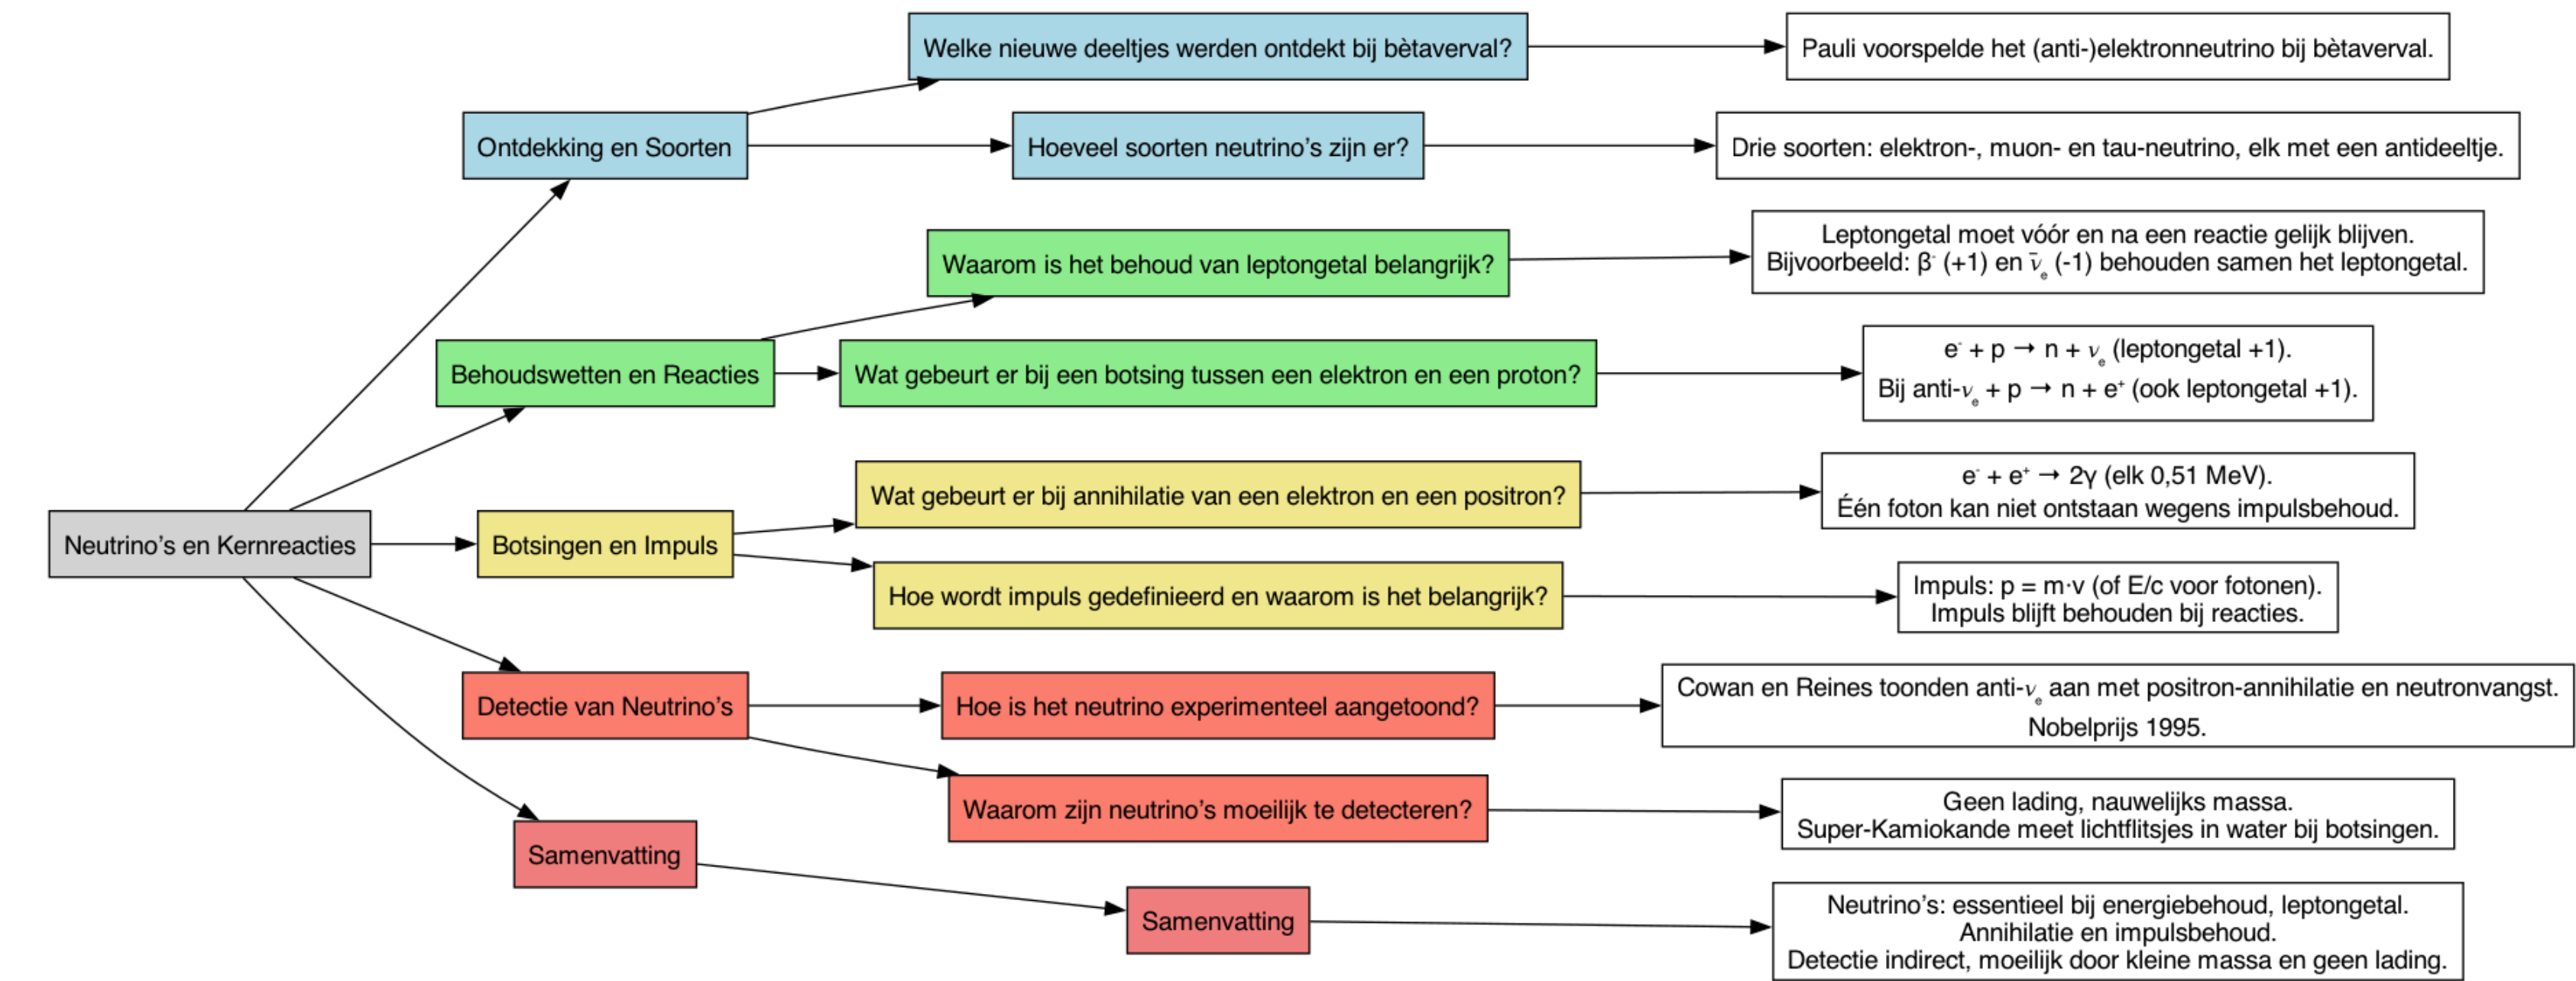 Neutrino’s en Kernreacties
Ontdekking en Soorten
Welke nieuwe deeltjes werden ontdekt bij bètaverval?
Pauli voorspelde het (anti-)elektronneutrino bij bètaverval.
Hoeveel soorten neutrino’s zijn er?
Drie soorten: elektron-, muon- en tau-neutrino, elk met een antideeltje.
Behoudswetten en Reacties
Waarom is het behoud van leptongetal belangrijk?
Leptongetal moet vóór en na een reactie gelijk blijven.
Bijvoorbeeld: β⁻ (+1) en ν̄ₑ (-1) behouden samen het leptongetal.
Wat gebeurt er bij een botsing tussen een elektron en een proton?
e⁻ + p → n + νₑ (leptongetal +1).
Bij anti-νₑ + p → n + e⁺ (ook leptongetal +1).
Botsingen en Impuls
Wat gebeurt er bij annihilatie van een elektron en een positron?
e⁻ + e⁺ → 2γ (elk 0,51 MeV).
Één foton kan niet ontstaan wegens impulsbehoud.
Hoe wordt impuls gedefinieerd en waarom is het belangrijk?
Impuls: p = m·v (of E/c voor fotonen).
Impuls blijft behouden bij reacties.
Detectie van Neutrino’s
Hoe is het neutrino experimenteel aangetoond?
Cowan en Reines toonden anti-νₑ aan met positron-annihilatie en neutronvangst.
Nobelprijs 1995.
Waarom zijn neutrino’s moeilijk te detecteren?
Geen lading, nauwelijks massa.
Super-Kamiokande meet lichtflitsjes in water bij botsingen.
Samenvatting
Samenvatting
Neutrino’s: essentieel bij energiebehoud, leptongetal.
Annihilatie en impulsbehoud.
Detectie indirect, moeilijk door kleine massa en geen lading.